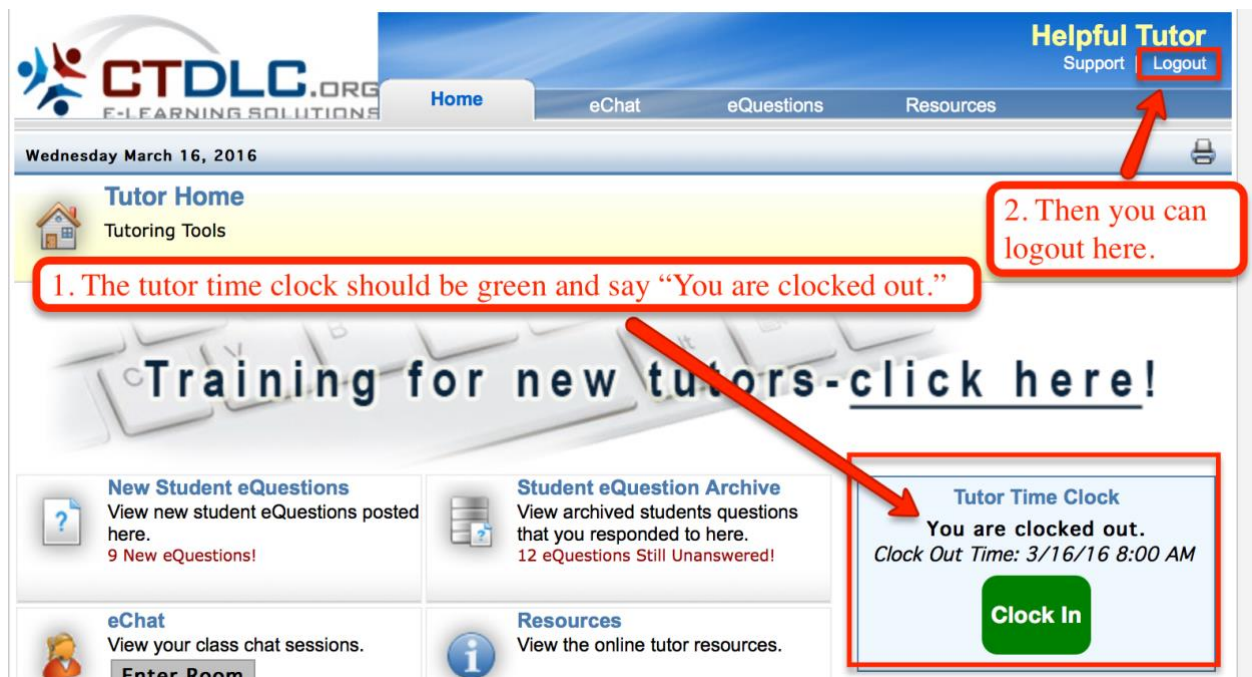 CTDLC.ORG
E-LEARNING SOLUTIONS
Helpful Tutor
Support | Logout
Home eChat eQuestions Resources
Wednesday March 16, 2016
Tutor Home
Tutoring Tools
2. Then you can
logout here.
1. The tutor time clock should be green and say “You are clocked out.”
Training for new tutors-click here!
New Student eQuestions
View new student eQuestions posted
here.
9 New eQuestions!
Student eQuestion Archive
View archived students questions
that you responded to here.
12 eQuestions Still Unanswered!
Tutor Time Clock
You are clocked out.
Clock Out Time: 3/16/16 8:00 AM
Clock In
eChat
View your class chat sessions.
Enter Room
Resources
View the online tutor resources.